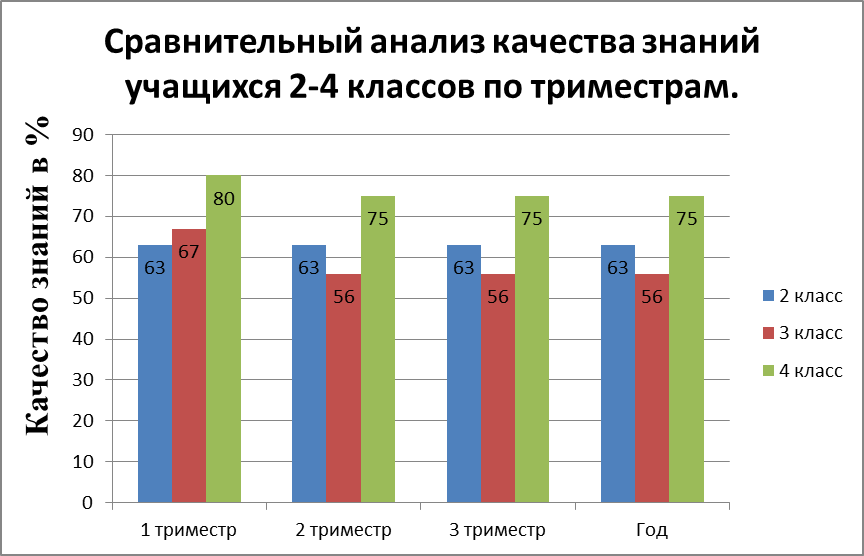 Сравнительный анализ качества знаний
учащихся 2-4 классов по триместрам.
Качество знаний в %
90
80
70
60
50
40
30
20
10
0
63
67
80
63
56
75
63
56
75
63
56
75
1 триместр
2 триместр
3 триместр
Год
2 класс
3 класс
4 класс